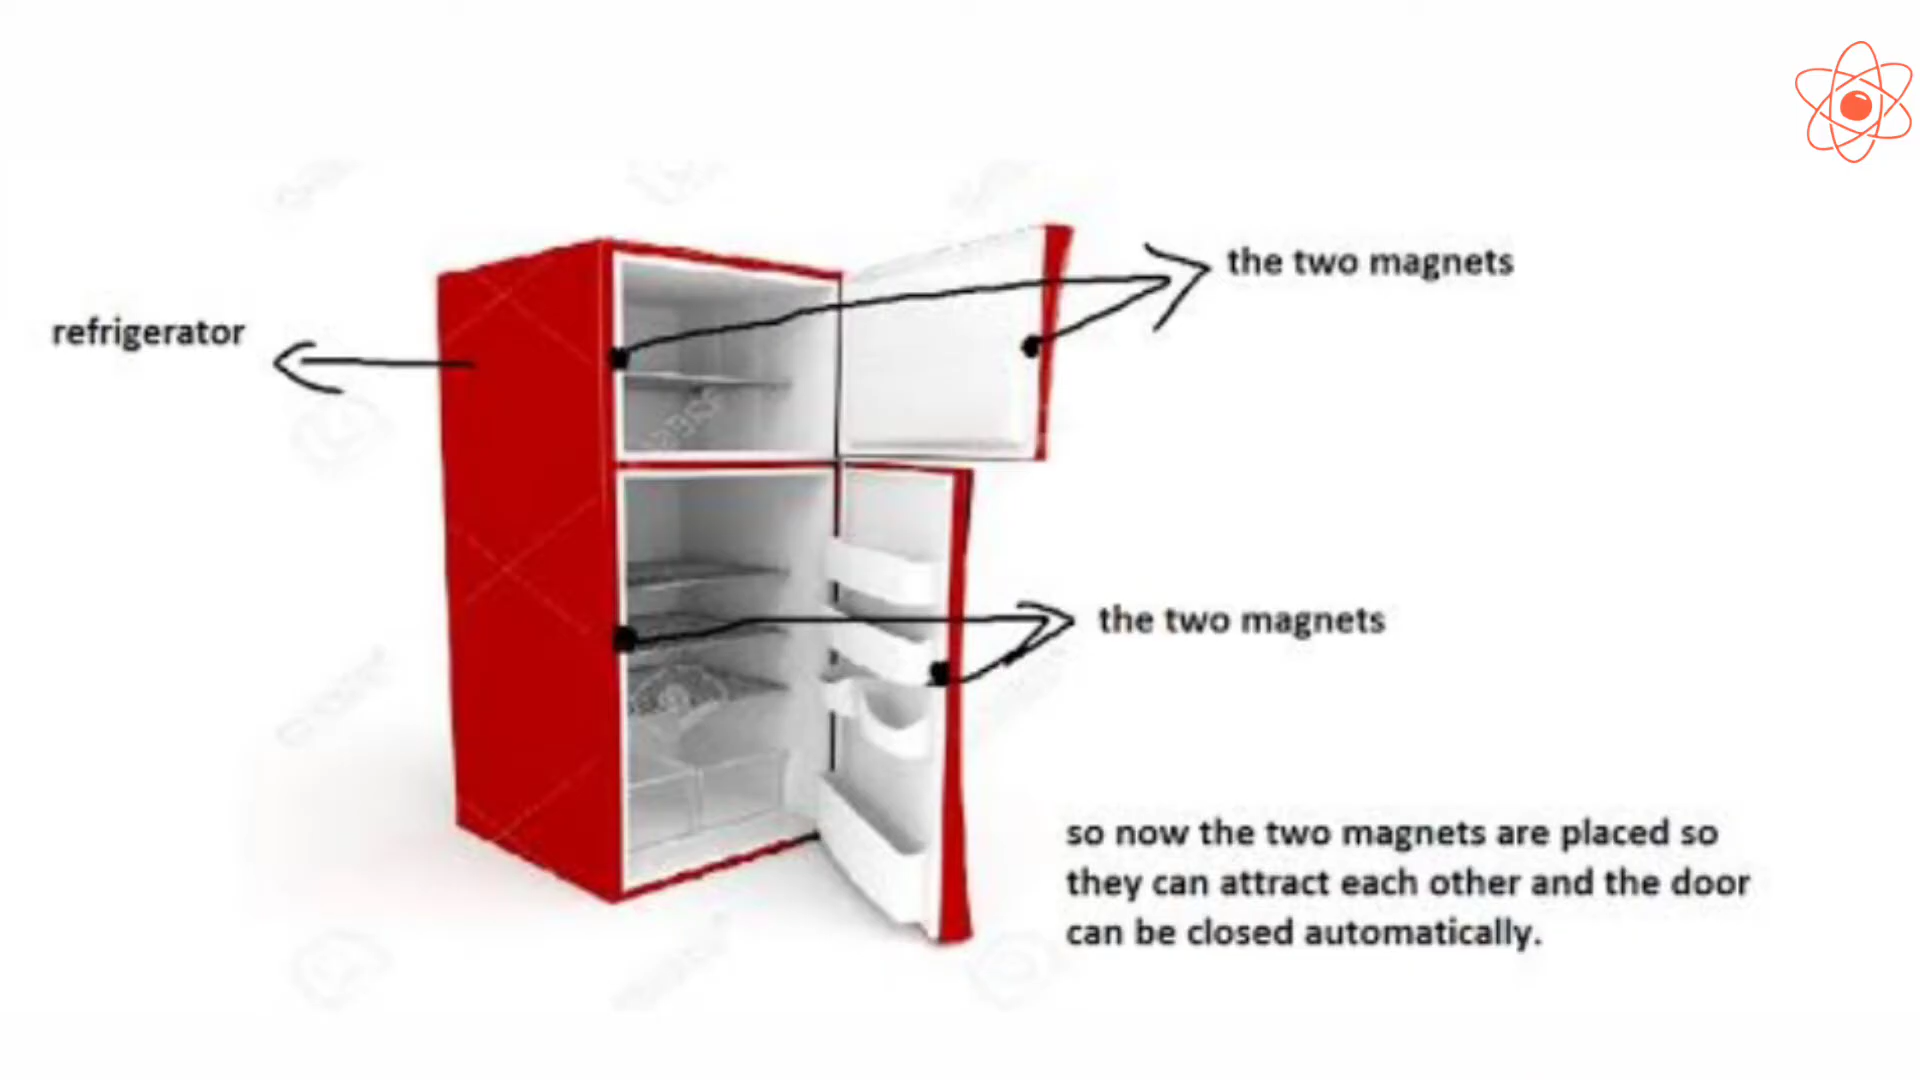 the two magnets
refrigerator
the two magnets
so now the two magnets are placed so
they can attract each other and the door
can be closed automatically.